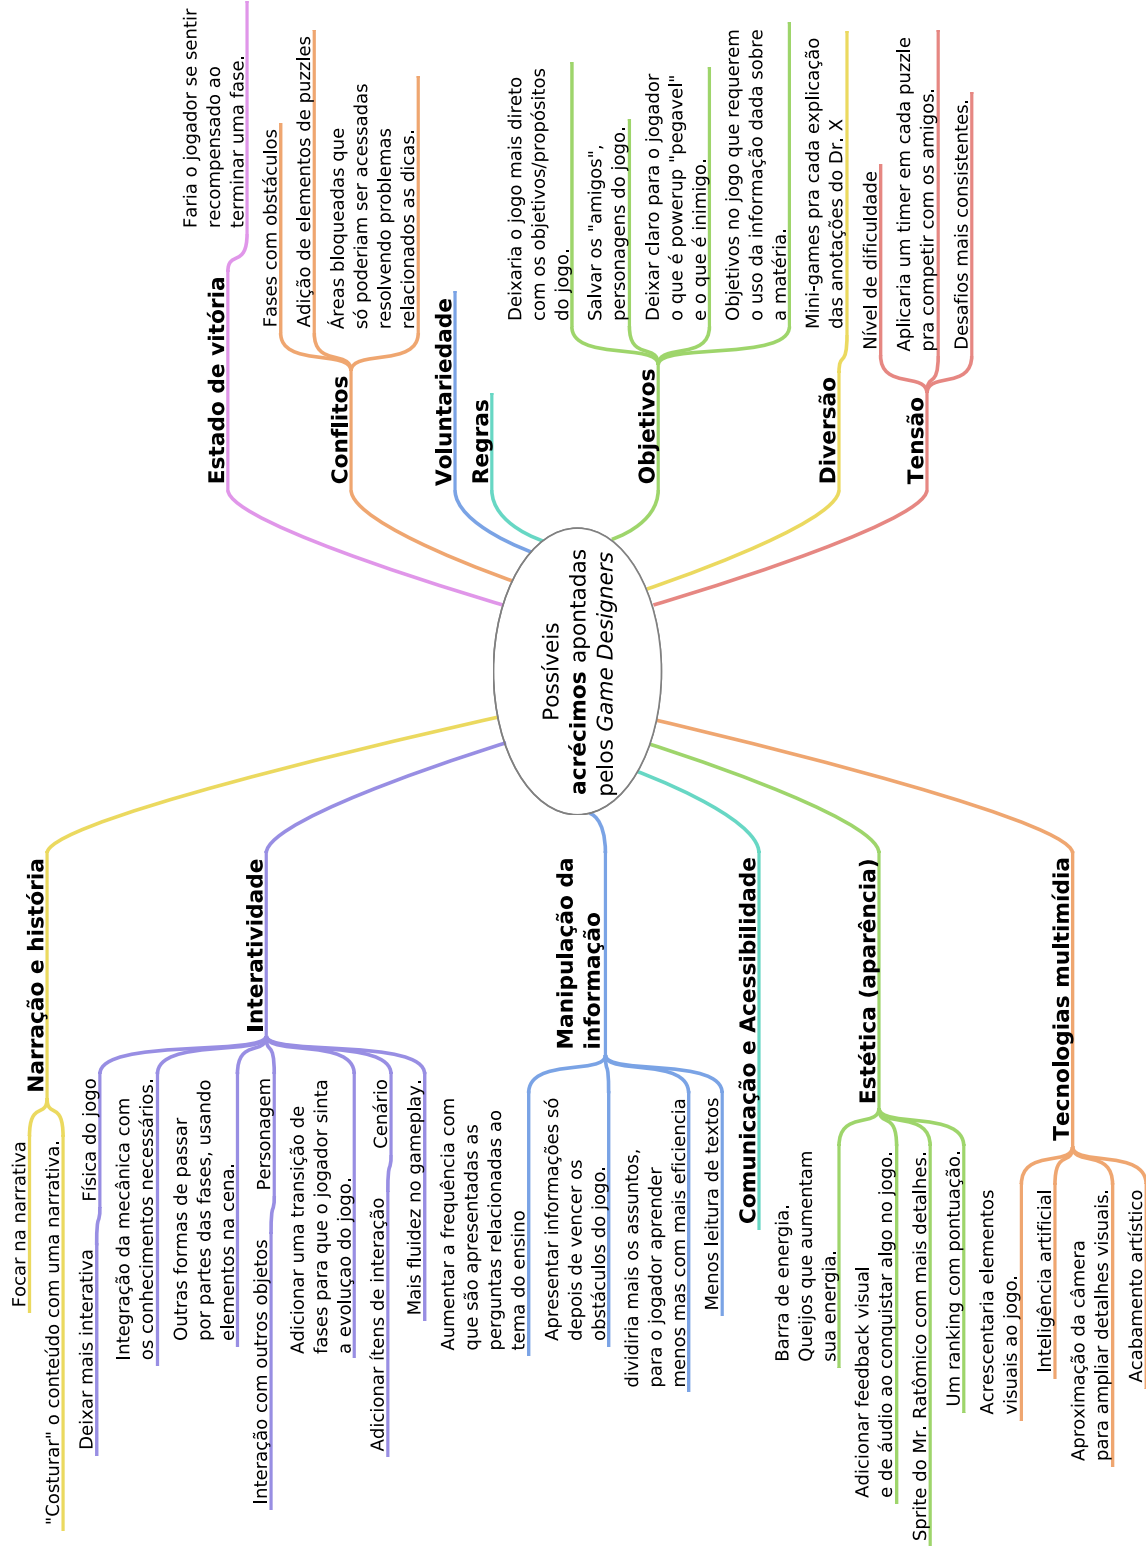 Possíveis
acrécimos apontadas
pelos Game Designers
Narração e história
Focar na narrativa
"Costurar" o conteúdo com uma narrativa.
Interatividade
Física do jogo
Deixar mais interativa
Integração da mecânica com
os conhecimentos necessários.
Outras formas de passar
por partes das fases, usando
elementos na cena.
Personagem
Interação com outros objetos
Adicionar uma transição de
fases para que o jogador sinta
a evoluçao do jogo.
Cenário
Adicionar ítens de interação
Mais fluidez no gameplay.
Manipulação da
informação
Aumentar a frequência com
que são apresentadas as
perguntas relacionadas ao
tema do ensino
Apresentar informações só
depois de vencer os
obstáculos do jogo.
dividiria mais os assuntos,
para o jogador aprender
menos mas com mais eficiencia
Menos leitura de textos
Comunicação e Acessibilidade
Estética (aparência)
Barra de energia.
Queijos que aumentam
sua energia.
Adicionar feedback visual
e de áudio ao conquistar algo no jogo.
Sprite do Mr. Ratômico com mais detalhes.
Um ranking com pontuação.
Tecnologias multimídia
Acrescentaria elementos
visuais ao jogo.
Inteligência artificial
Aproximação da câmera
para ampliar detalhes visuais.
Acabamento artístico
Estado de vitória
Faria o jogador se sentir
recompensado ao
terminar uma fase.
Conflitos
Fases com obstáculos
Adição de elementos de puzzles
Áreas bloqueadas que
só poderiam ser acessadas
resolvendo problemas
relacionados as dicas.
Voluntariedade
Regras
Objetivos
Deixaria o jogo mais direto
com os objetivos/propósitos
do jogo.
Salvar os "amigos",
personagens do jogo.
Deixar claro para o jogador
o que é powerup "pegavel"
e o que é inimigo.
Objetivos no jogo que requerem
o uso da informação dada sobre
a matéria.
Diversão
Mini-games pra cada explicação
das anotações do Dr. X
Tensão
Nível de dificuldade
Aplicaria um timer em cada puzzle
pra competir com os amigos.
Desafios mais consistentes.